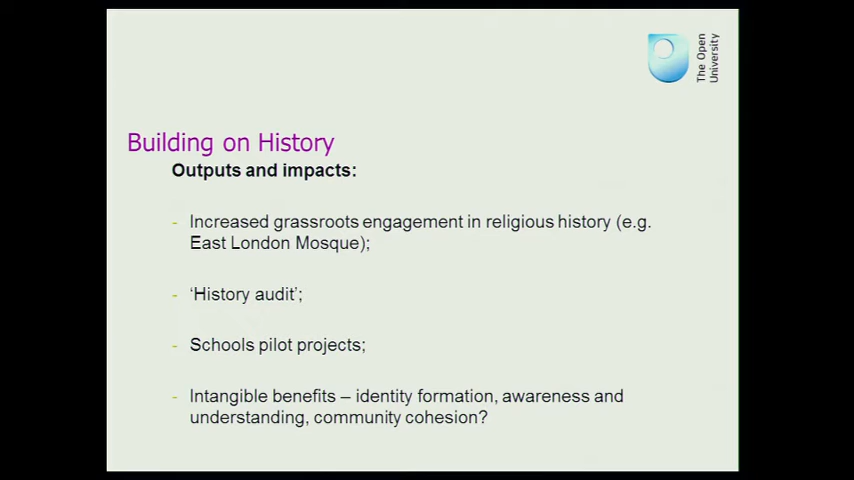 The Open
University
Building on History
Outputs and impacts:
- Increased grassroots engagement in religious history (e.g.
East London Mosque);
- ‘History audit’;
- Schools pilot projects;
- Intangible benefits – identity formation, awareness and
understanding, community cohesion?